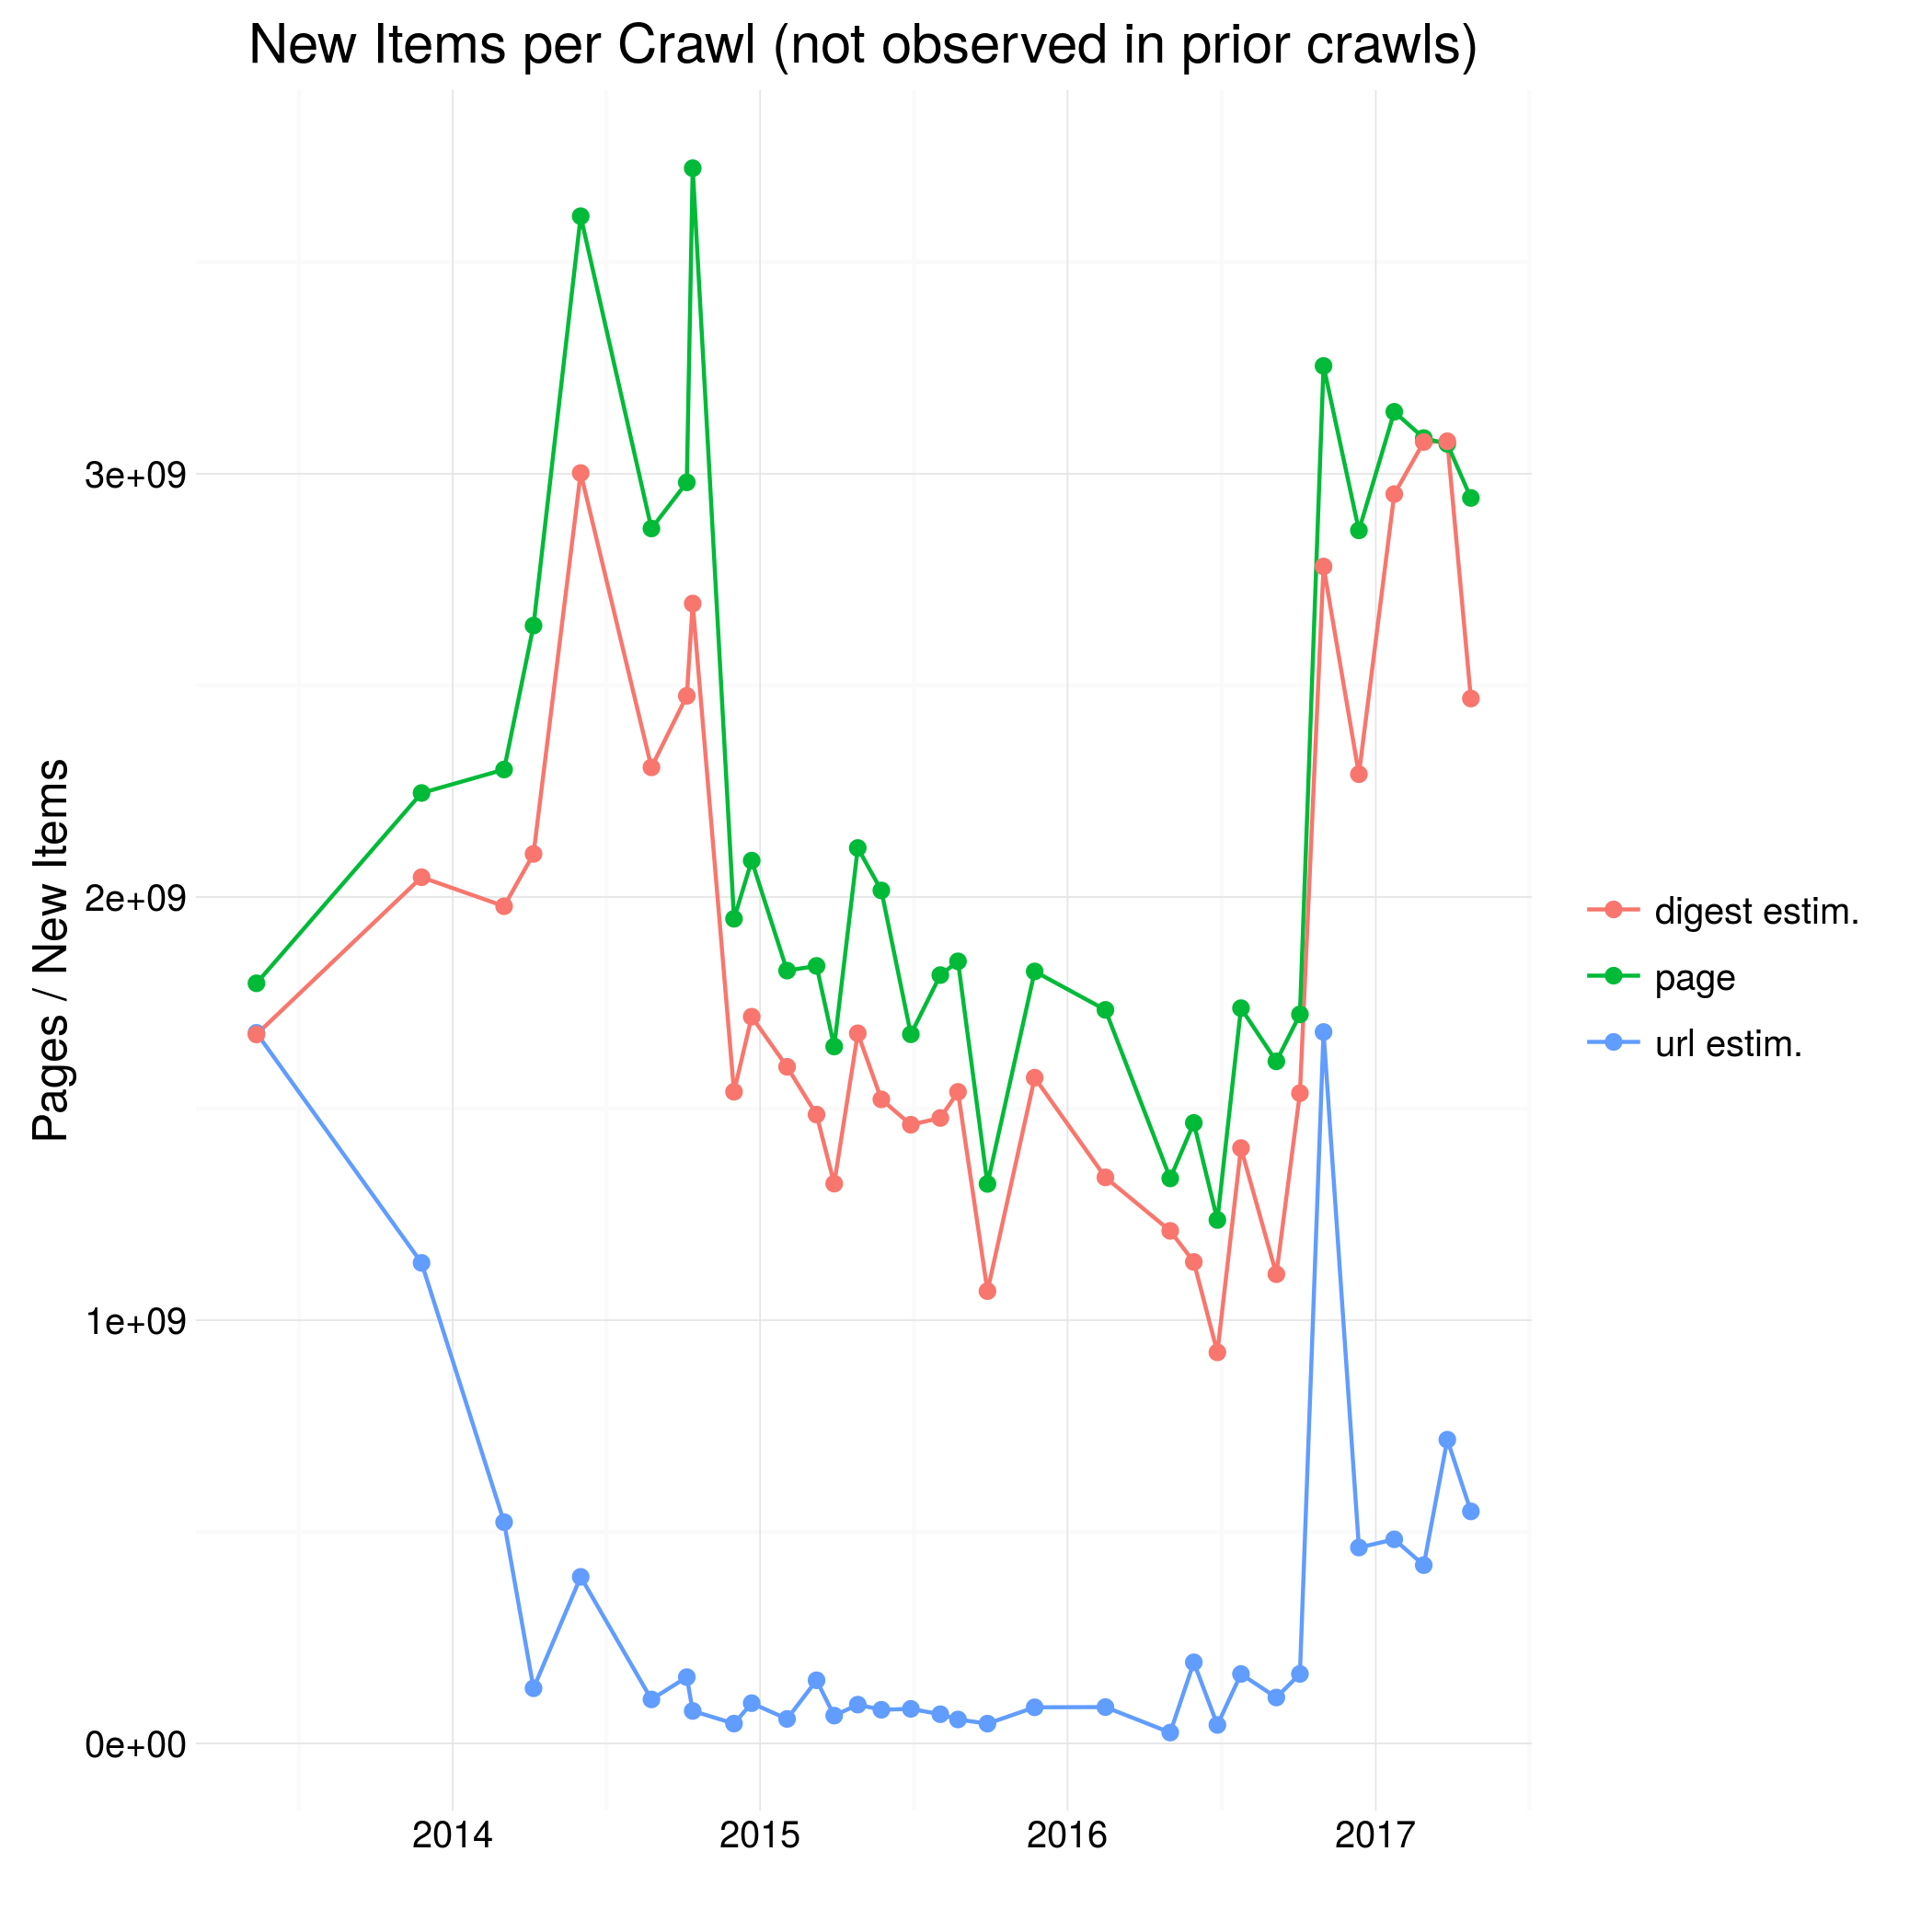 New Items per Crawl (not observed in prior crawls)
Pages / New Items
3e+09
2e+09
1e+09
0e+00
2014
2015
2016
2017
digest estim.
page
url estim.